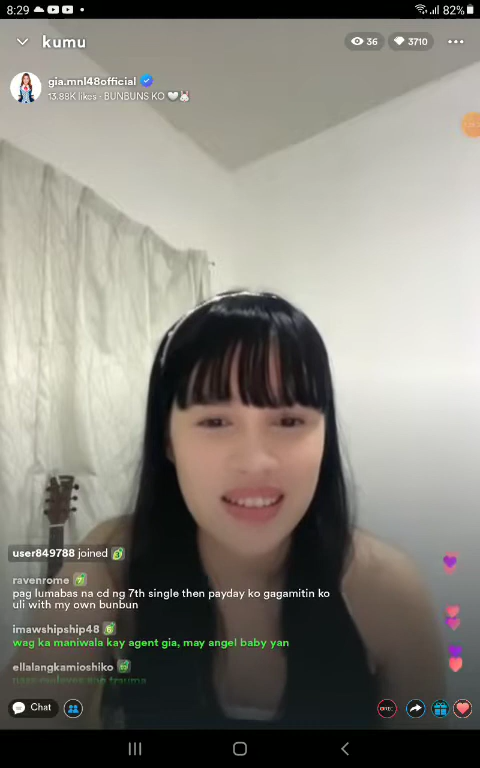 8:29
82%
kumu
36
3710
gia.mnl48official
13.88K likes · BUNBUNS KO
user849788 joined
ravenrome
pag lumabas na cd ng 7th single then payday ko gagamitin ko
uli with my own bunbun
imawshipship48
wag ka maniwala kay agent gia, may angel baby yan
ellalangkamioshiko
trauma
Chat